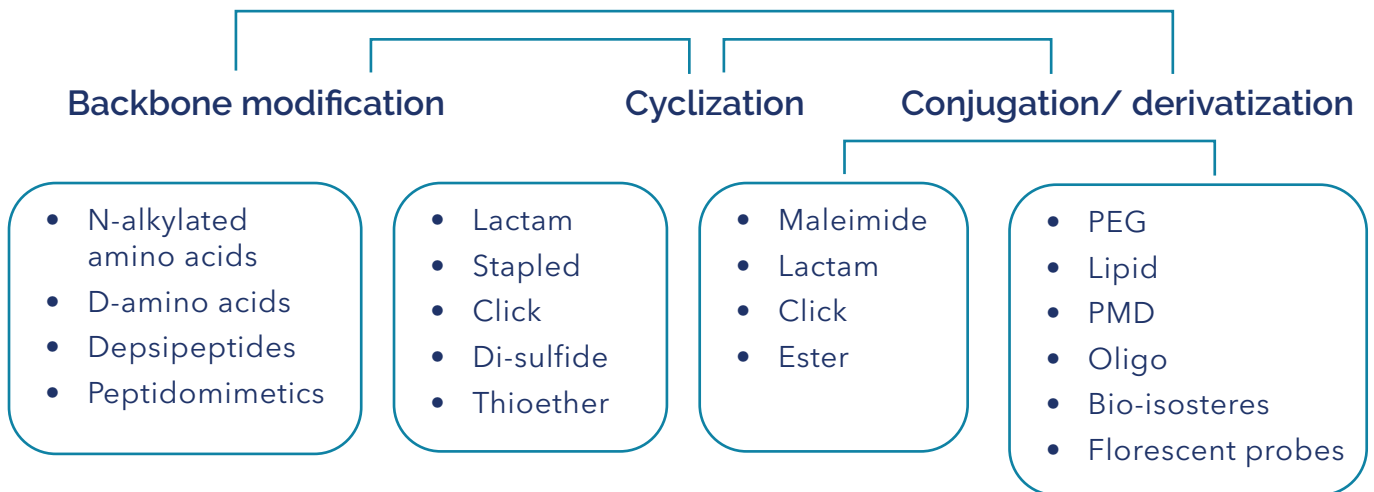 Backbone modification
Cyclization
Conjugation/ derivatization
• N-alkylated
amino acids
• D-amino acids
• Depsipeptides
• Peptidomimetics
• Lactam
• Stapled
• Click
• Di-sulfide
• Thioether
• Maleimide
• Lactam
• Click
• Ester
• PEG
• Lipid
• PMD
• Oligo
• Bio-isosteres
• Florescent probes